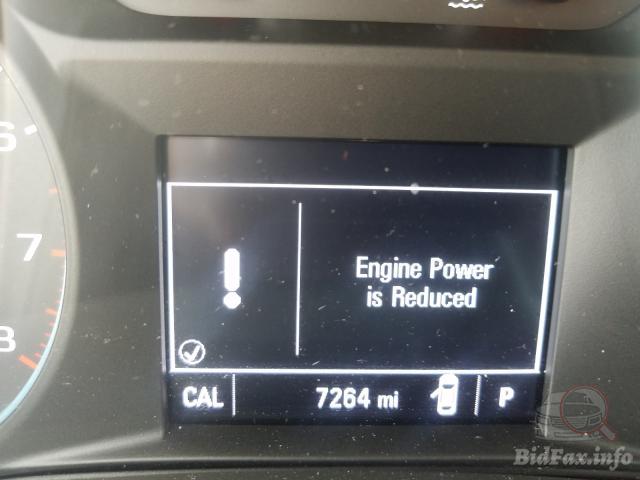 6
7
8
Engine Power
is Reduced
CAL 7264 mi P
BidFax.info